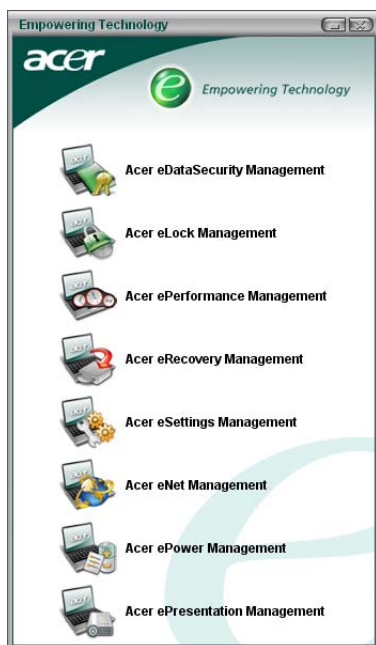 Empowering Technology
acer
e Empowering Technology
Acer eDataSecurity Management
Acer eLock Management
Acer ePerformance Management
Acer eRecovery Management
Acer eSettings Management
Acer eNet Management
Acer ePower Management
Acer ePresentation Management